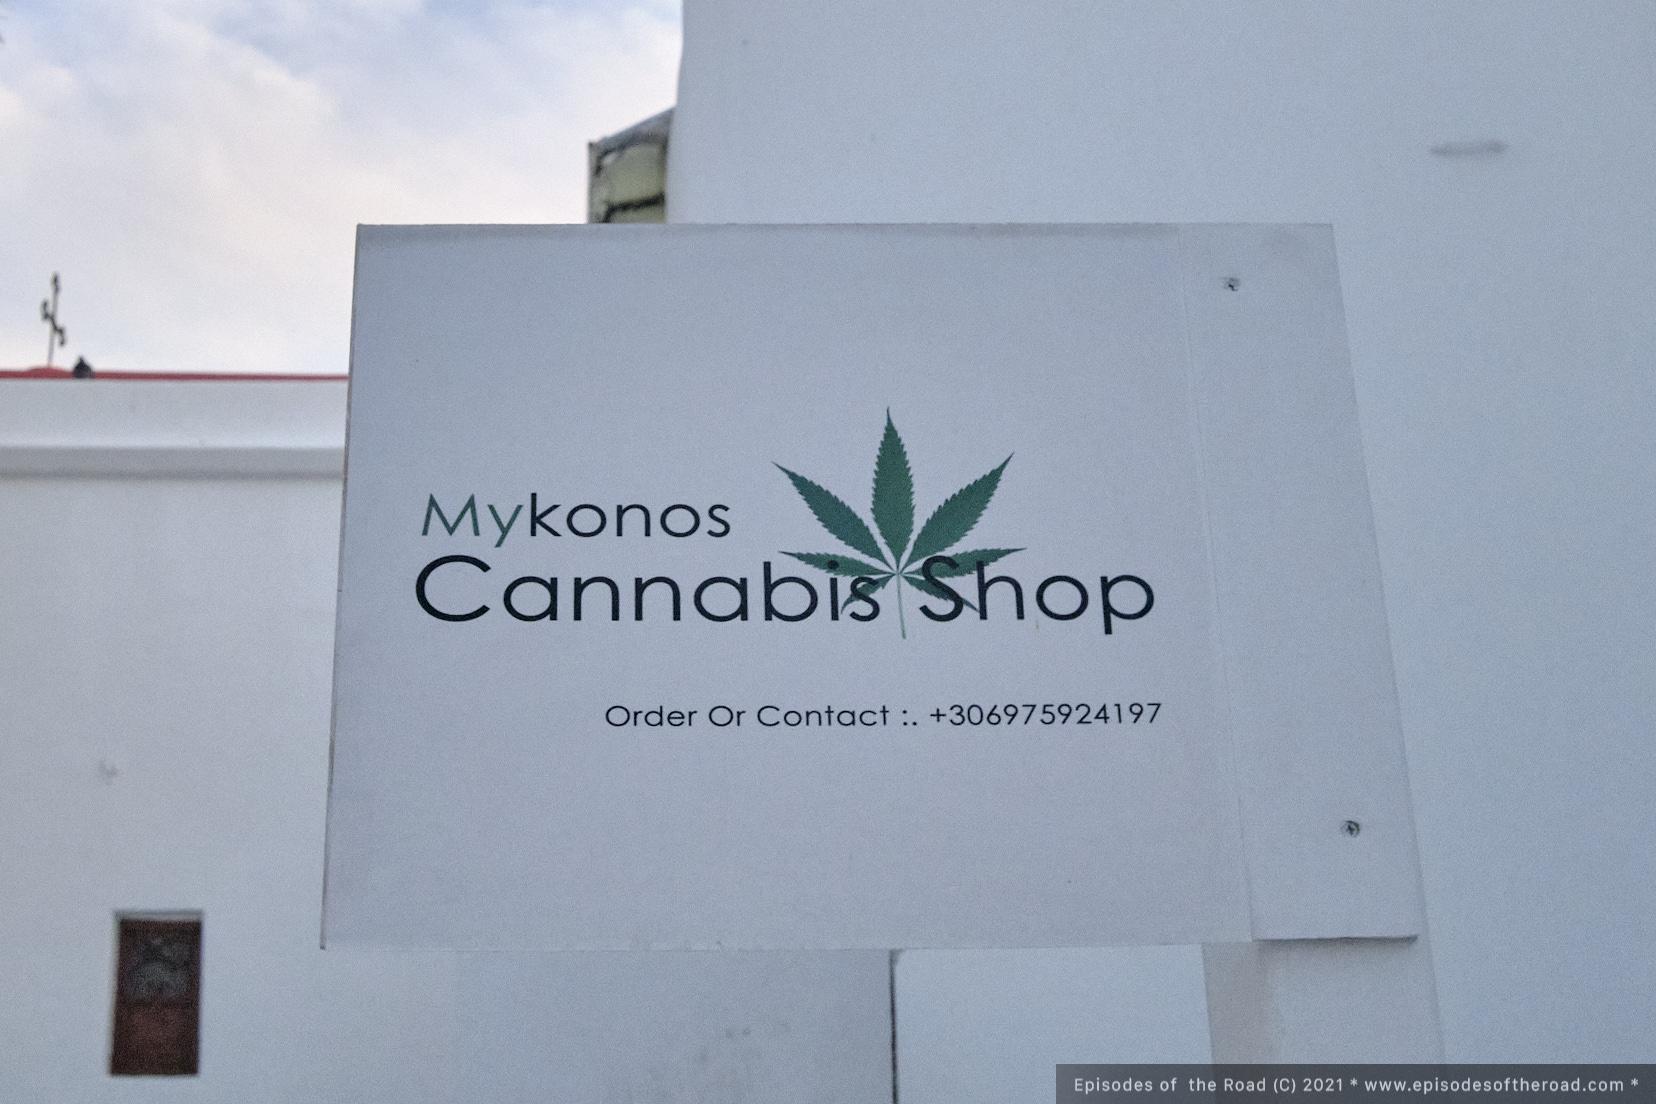 Mykonos
Cannabis Shop
Order Or Contact :. +306975924197
Episodes of the Road (C) 2021 * www.episodesoftheroad.com *